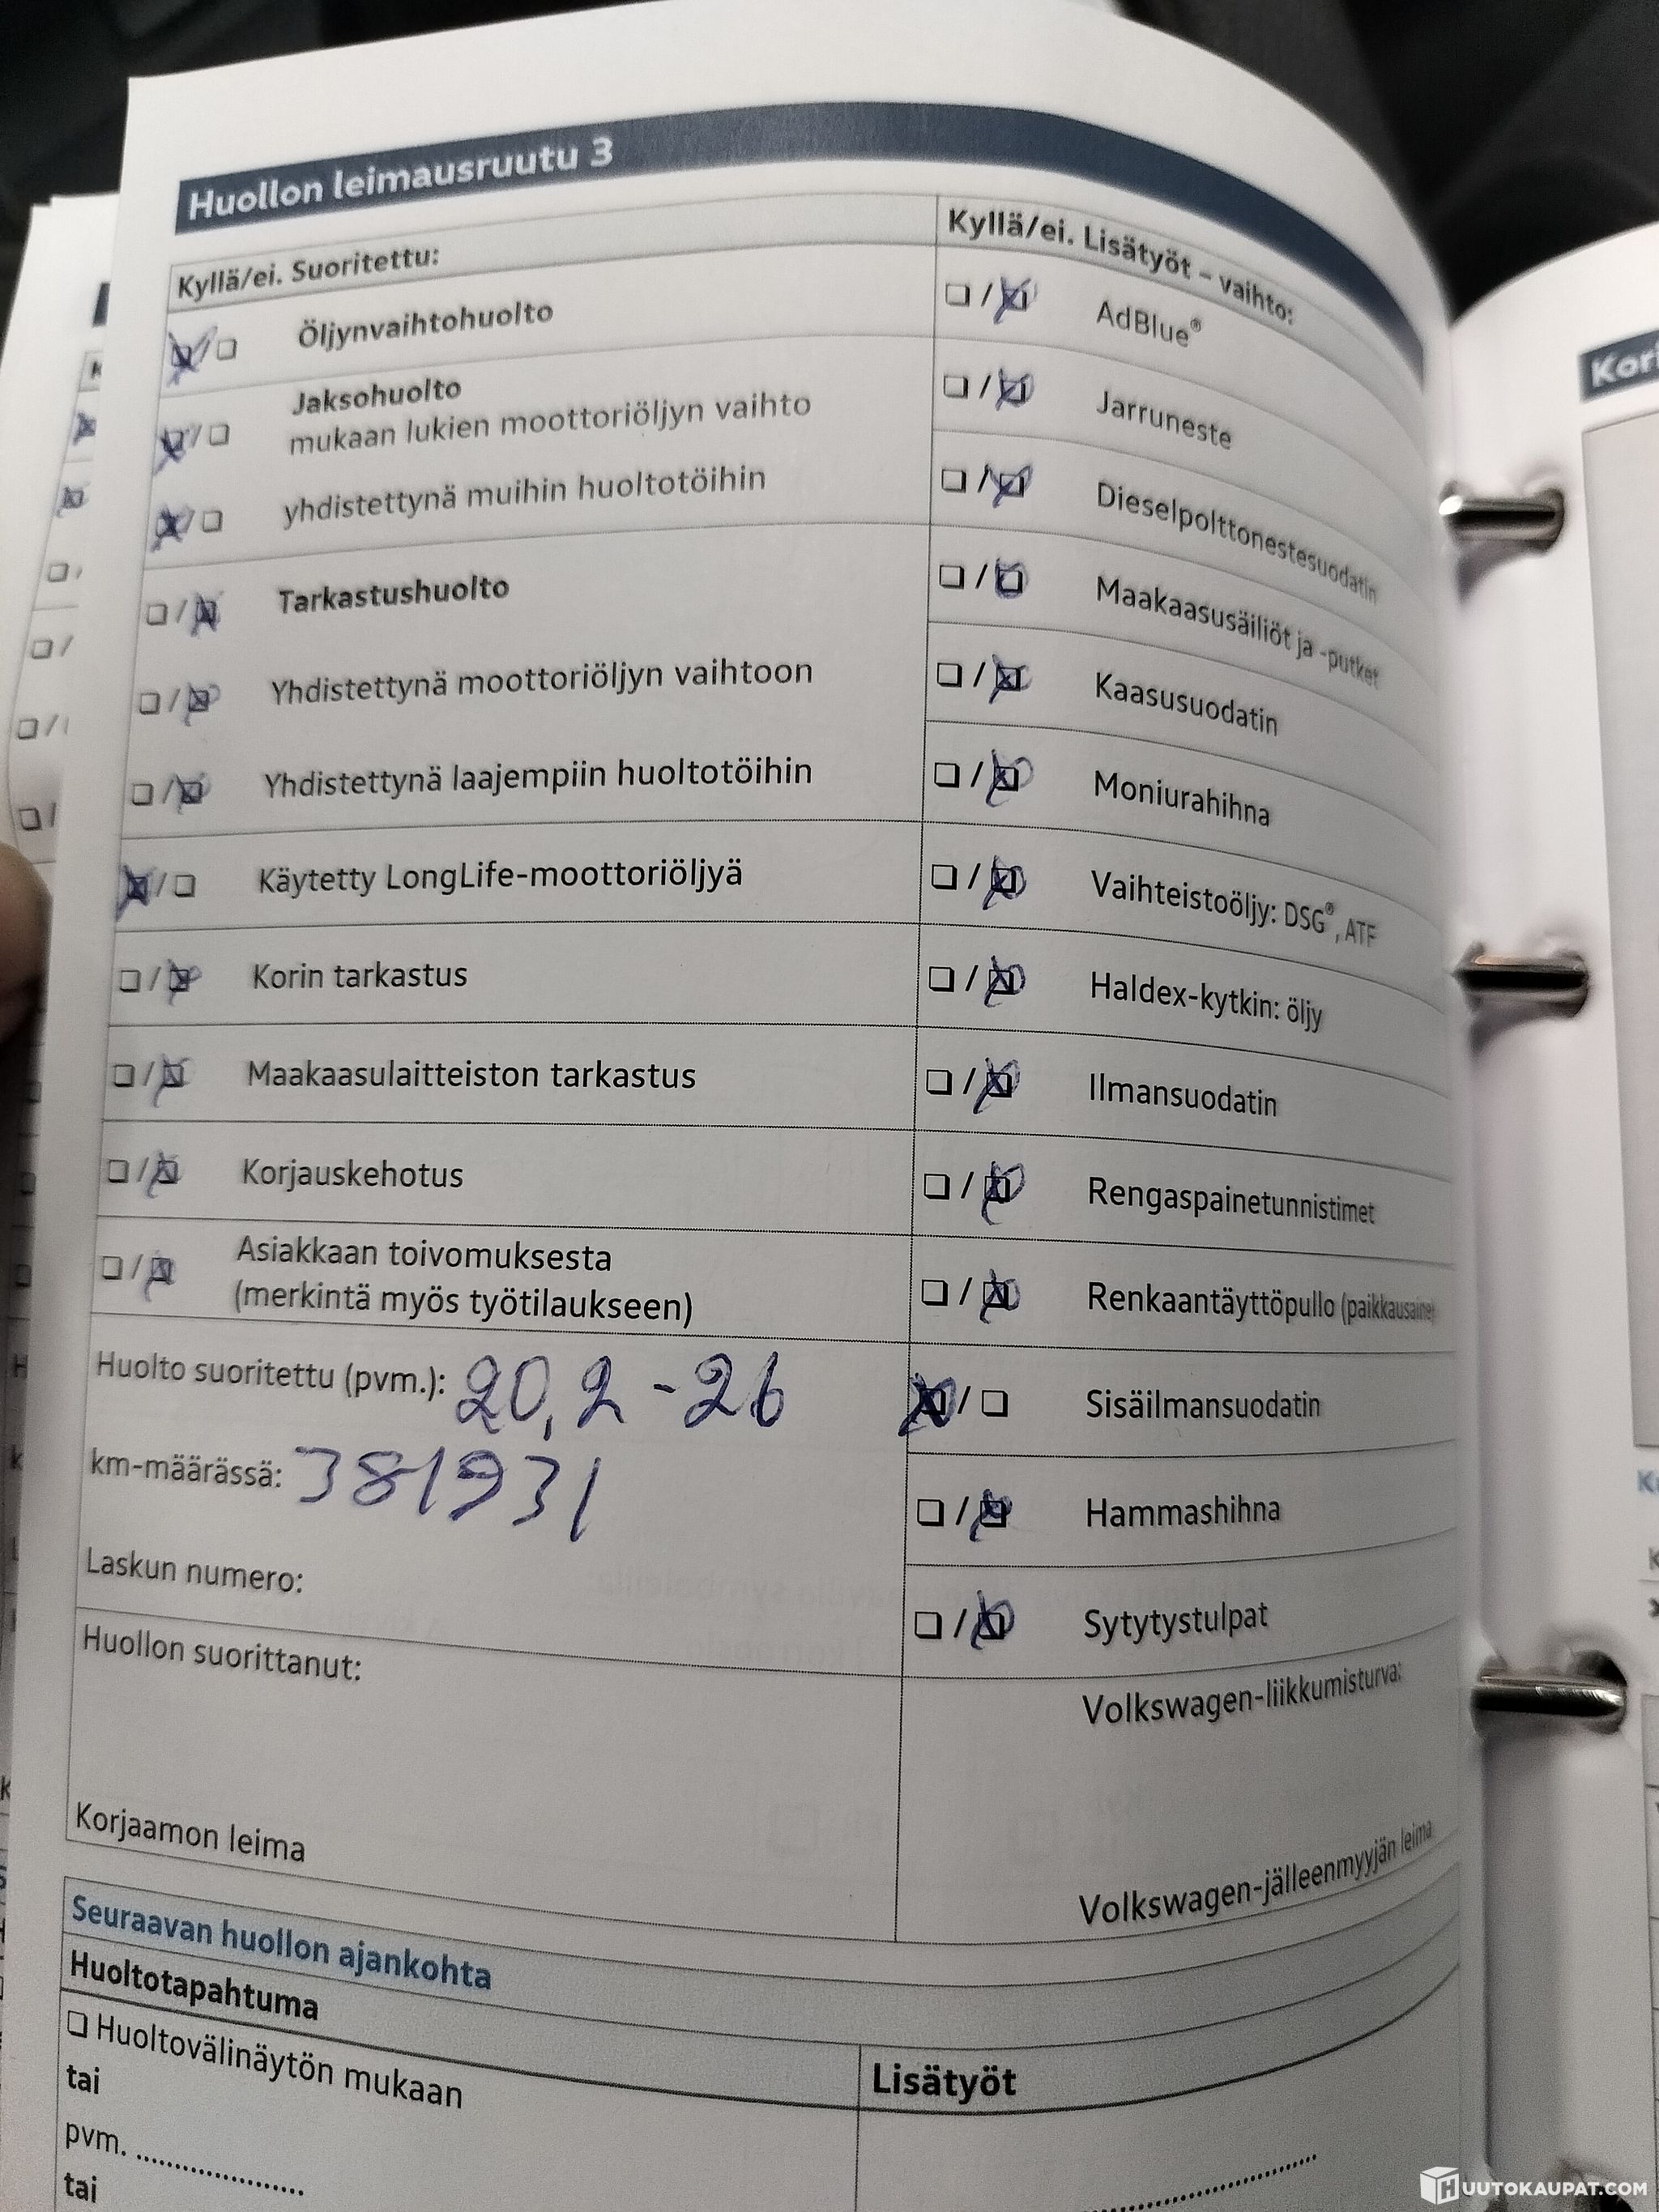 Huollon leimausruutu 3
Kyllä/ei. Suoritettu:
Öljynvaihtohuolto
Jaksohuolto
mukaan lukien moottoriöljyn vaihto
yhdistettynä muihin huoltotöihin
Tarkastushuolto
Yhdistettynä moottoriöljyn vaihtoon
Yhdistettynä laajempiin huoltotöihin
Käytetty LongLife-moottoriöljyä
Korin tarkastus
Maakaasulaitteiston tarkastus
Korjauskehotus
Asiakkaan toivomuksesta
(merkintä myös työtilaukseen)
Huolto suoritettu (pvm.): 20,2-26
km-määrässä: 381931
Laskun numero:
Huollon suorittanut:
Korjaamon leima
Kyllä/ei. Lisätyöt – vaihto:
AdBlue®
Jarruneste
Dieselpolttonestesuodatin
Maakaasusäiliöt ja -putket
Kaasusuodatin
Moniurahihna
Vaihteistoöljy: DSG®, ATF
Haldex-kytkin: öljy
Ilmansuodatin
Rengaspainetunnistimet
Renkaantäyttöpullo (paikkausaine)
Sisäilmansuodatin
Hammashihna
Sytytystulpat
Volkswagen-liikkumisturva:
Volkswagen-jälleenmyyjän leima
Seuraavan huollon ajankohta
Huoltotapahtuma
Huoltovälinäytön mukaan
tai
pvm. ....................
tai
Lisätyöt
HUUTOKAUPAT.COM